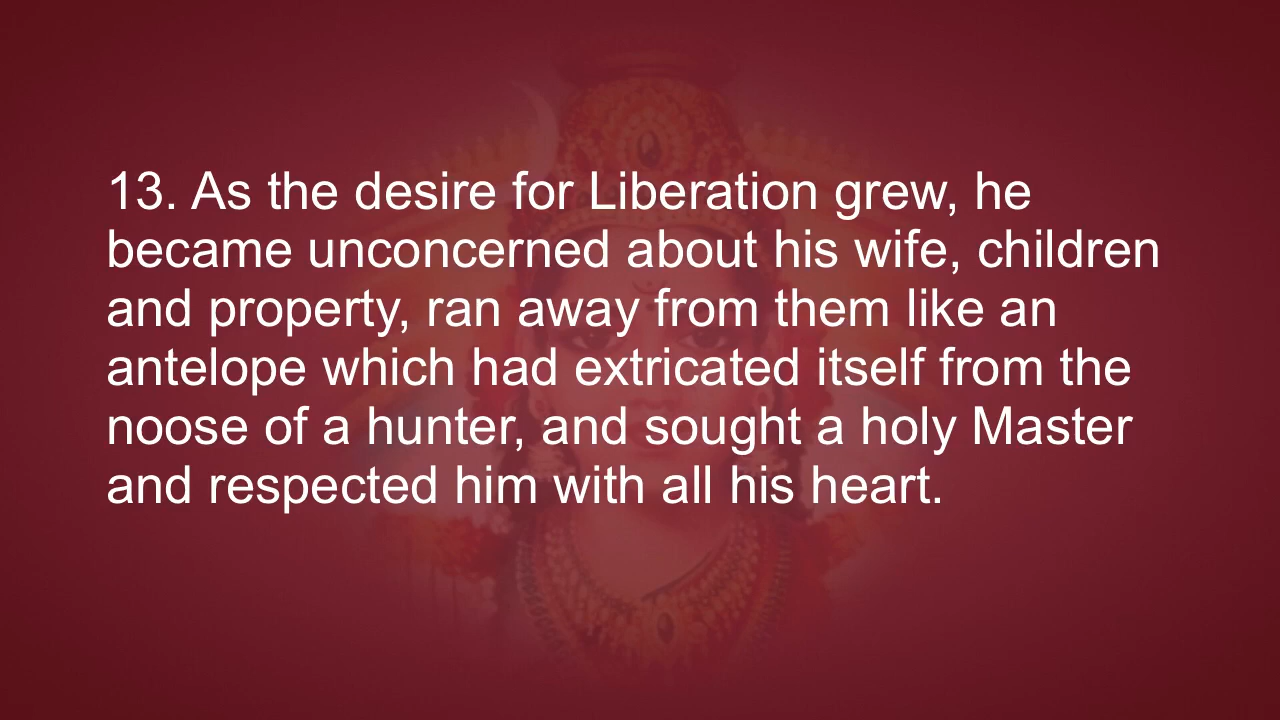 13. As the desire for Liberation grew, he
became unconcerned about his wife, children
and property, ran away from them like an
antelope which had extricated itself from the
noose of a hunter, and sought a holy Master
and respected him with all his heart.